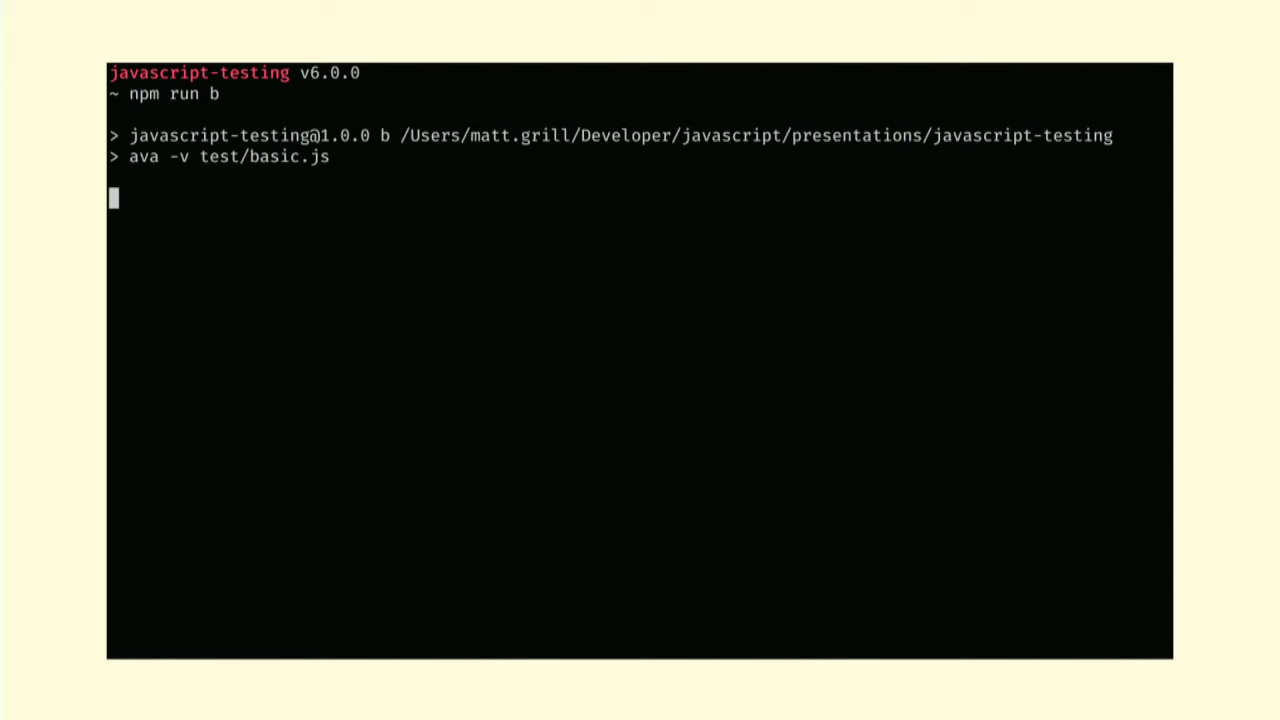 javascript-testing v6.0.0
~ npm run b
> javascript-testing@1.0.0 b /Users/matt.grill/Developer/javascript/presentations/javascript-testing
> ava -v test/basic.js